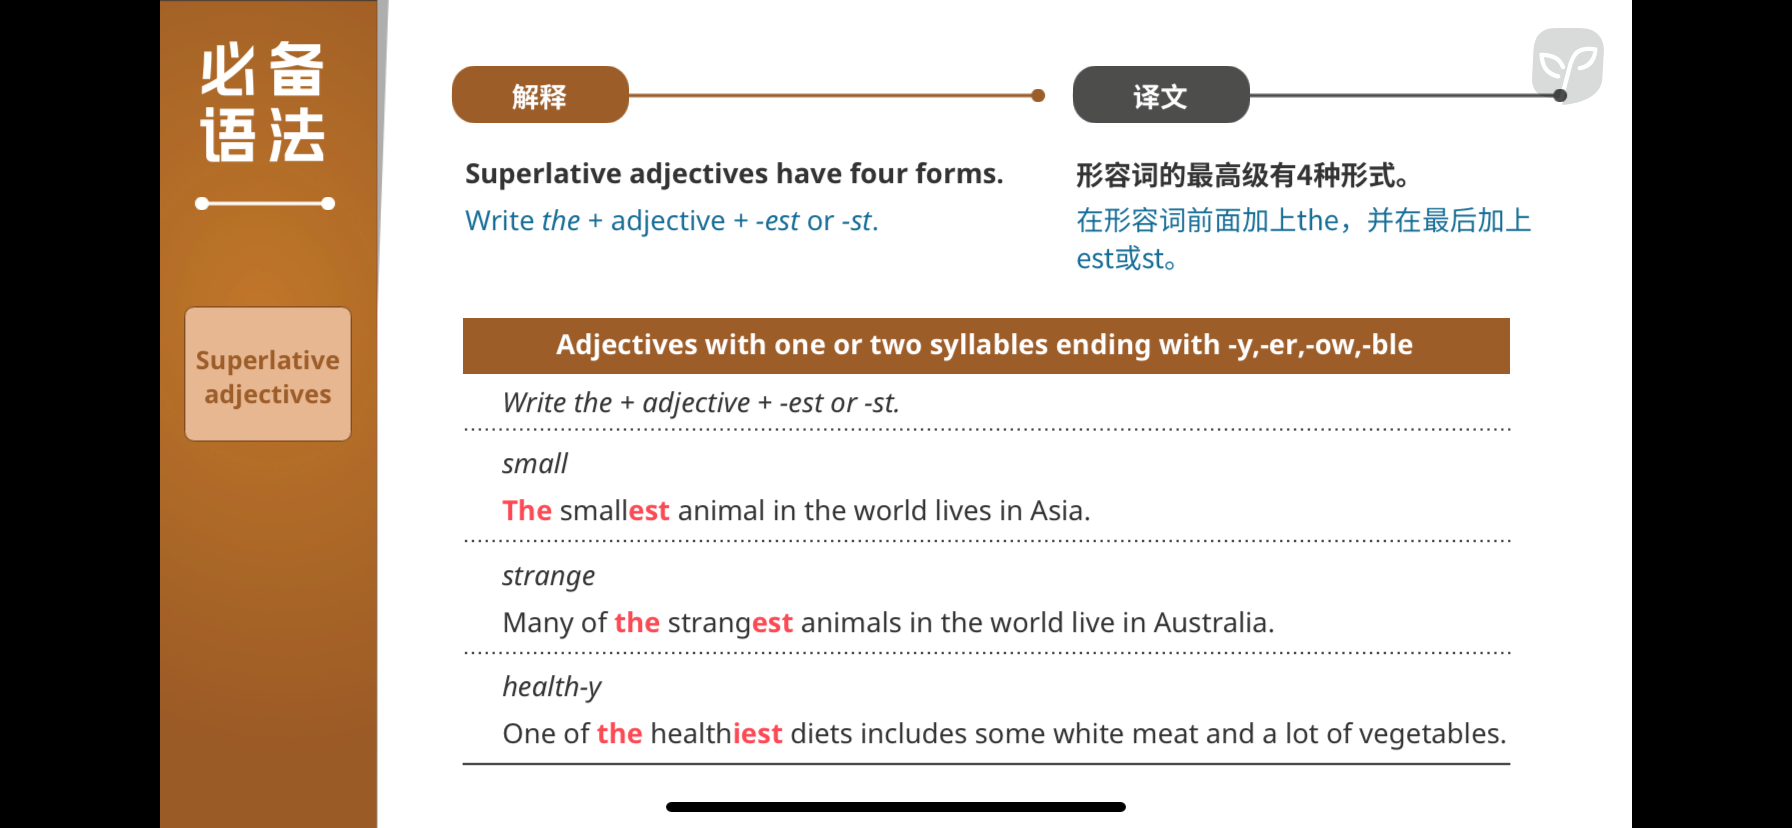 必备
语法
Superlative
adjectives
解释
Superlative adjectives have four forms.
Write the + adjective + -est or -st.
译文
形容词的最高级有4种形式。
在形容词前面加上the，并在最后加上
est或st。
Adjectives with one or two syllables ending with -y,-er,-ow,-ble
Write the + adjective + -est or -st.
small
The smallest animal in the world lives in Asia.
strange
Many of the strangest animals in the world live in Australia.
health-y
One of the healthiest diets includes some white meat and a lot of vegetables.